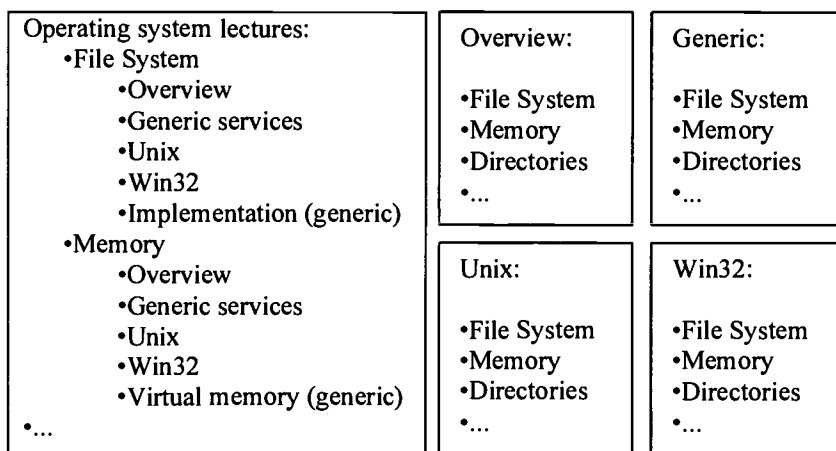 Operating system lectures:
•File System
•Overview
•Generic services
•Unix
•Win32
•Implementation (generic)
•Memory
•Overview
•Generic services
•Unix
•Win32
•Virtual memory (generic)
•...
Overview:
•File System
•Memory
•Directories
•...
Generic:
•File System
•Memory
•Directories
•...
Unix:
•File System
•Memory
•Directories
•...
Win32:
•File System
•Memory
•Directories
•...